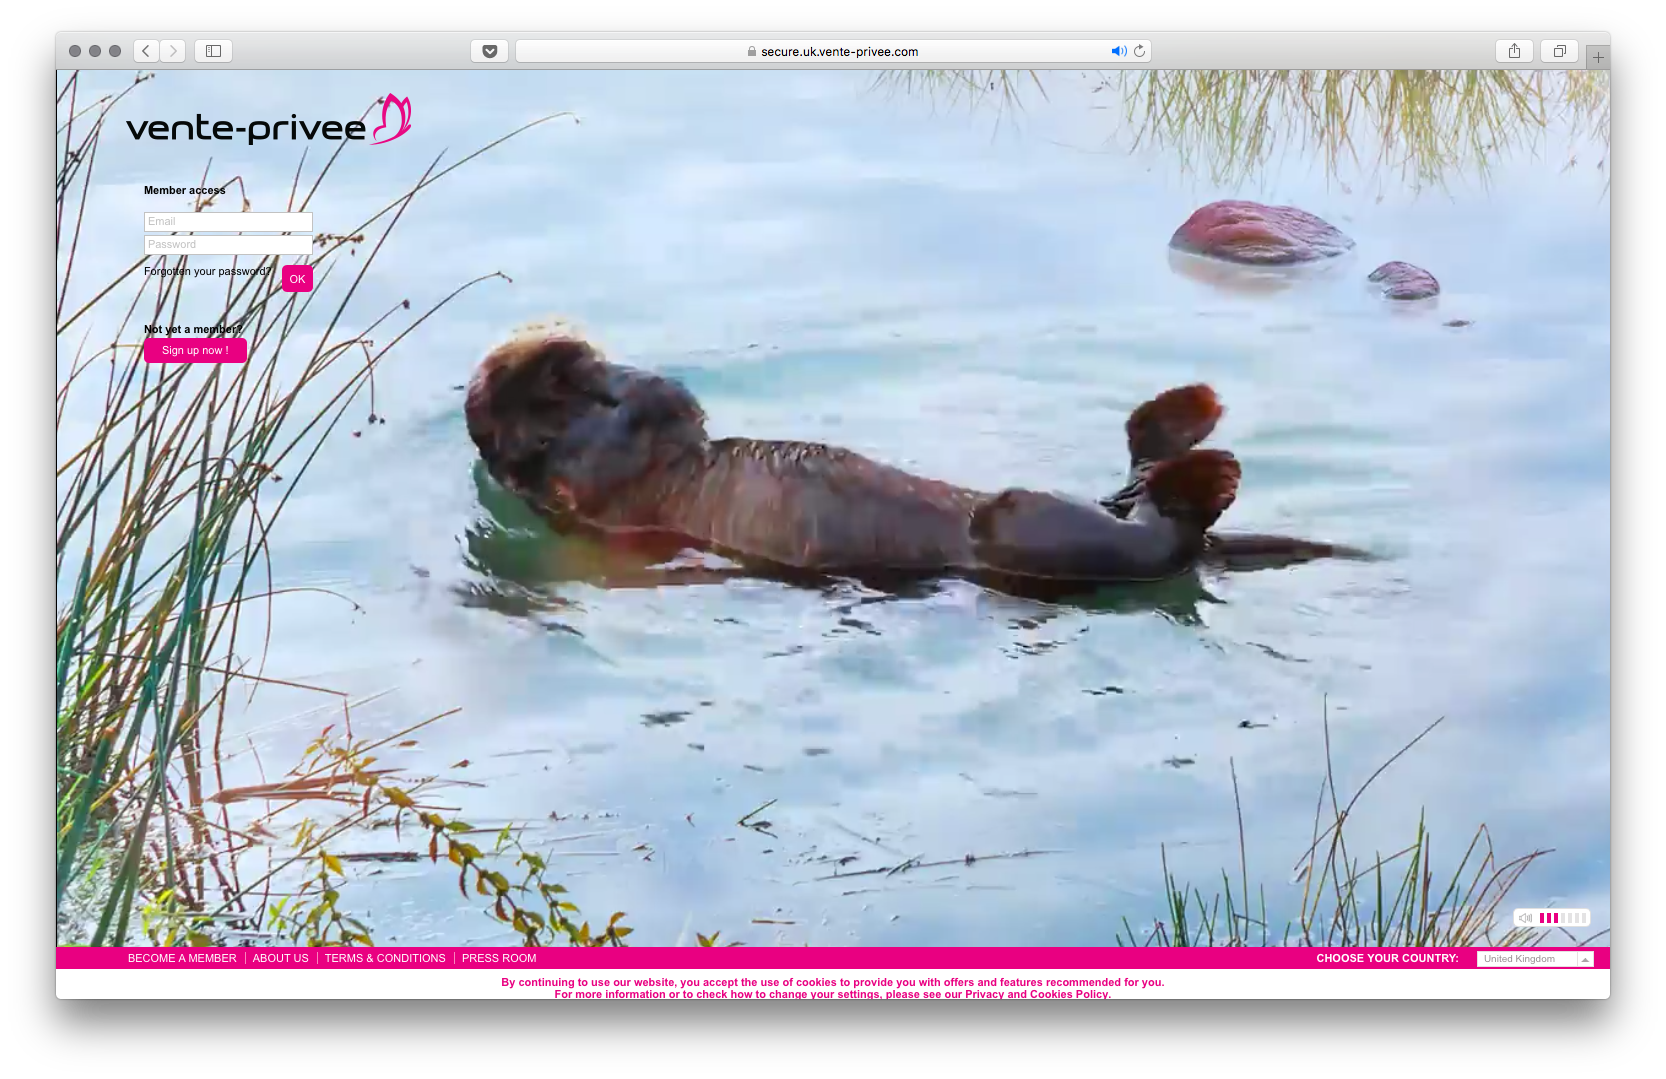 secure.uk.vente-privee.com
vente-privee
Member access
Email
Password
Forgotten your password?
OK
Not yet a member?
Sign up now !
BECOME A MEMBER
ABOUT US
TERMS & CONDITIONS
PRESS ROOM
CHOOSE YOUR COUNTRY:
United Kingdom
By continuing to use our website, you accept the use of cookies to provide you with offers and features recommended for you.
For more information or to check how to change your settings, please see our Privacy and Cookies Policy.